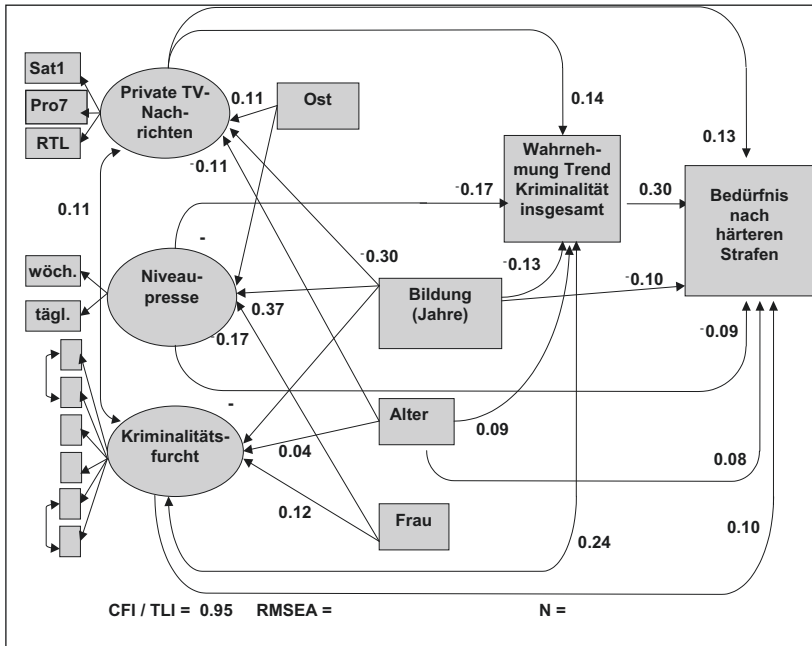 Sat1
Pro7
RTL
Private TV-
Nach-
richten
0.11
Ost
-0.11
0.14
0.13
Wahrneh-
mung Trend
Kriminalität
insgesamt
-0.17
0.30
Bedürfnis
nach
härteren
Strafen
0.11
-
wöch.
tägl.
Niveau-
presse
-0.30
0.37
-0.17
Bildung
(Jahre)
-0.13
-0.10
-0.09
-
Kriminalitäts-
furcht
Alter
0.04
0.09
0.08
0.12
Frau
0.24
0.10
CFI / TLI = 0.95 RMSEA = N =